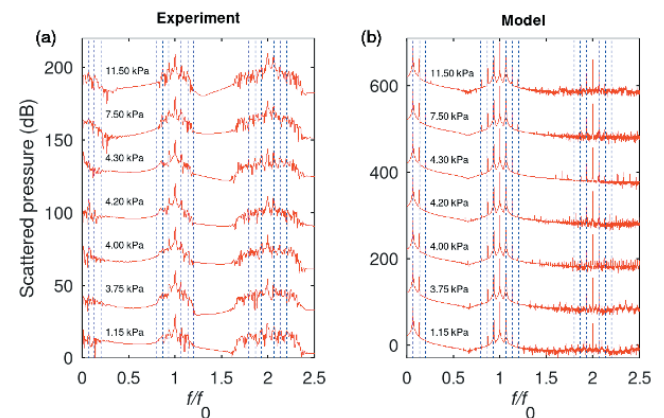 Experiment
Model
(a)
(b)
Scattered pressure (dB)
200
150
100
50
0
11.50 kPa
7.50 kPa
4.30 kPa
4.20 kPa
4.00 kPa
3.75 kPa
1.15 kPa
0 0.5 1 1.5 2 2.5
f/f0
600
400
200
0
11.50 kPa
7.50 kPa
4.30 kPa
4.20 kPa
4.00 kPa
3.75 kPa
1.15 kPa
0 0.5 1 1.5 2 2.5
f/f0